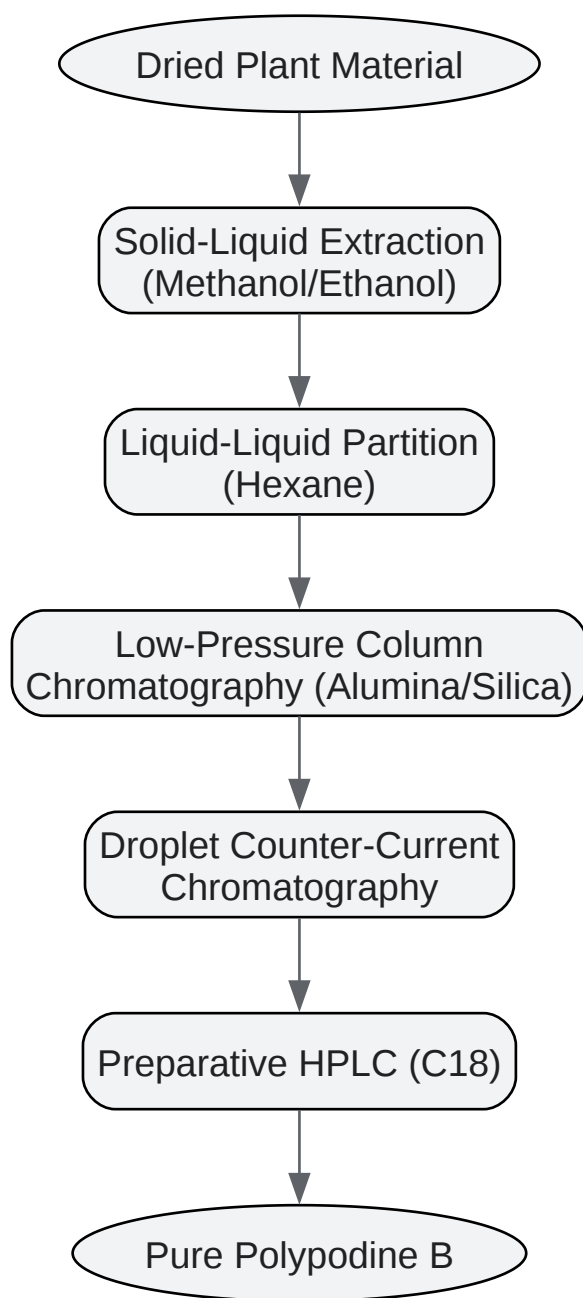 Dried Plant Material
Solid-Liquid Extraction
(Methanol/Ethanol)
Liquid-Liquid Partition
(Hexane)
Low-Pressure Column
Chromatography (Alumina/Silica)
Droplet Counter-Current
Chromatography
Preparative HPLC (C18)
Pure Polypodine B